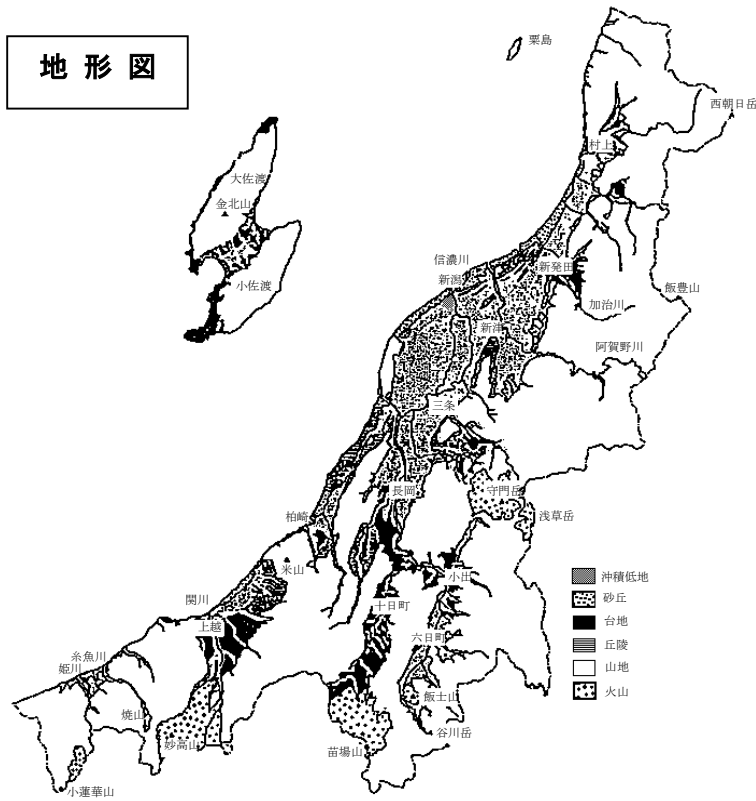 地形図
粟島
西朝日岳
村上
大佐渡
金北山
小佐渡
信濃川
新潟
新発田
飯豊山
加治川
新津
阿賀野川
三条
長岡
守門岳
浅草岳
柏崎
米山
小出
十日町
六日町
関川
上越
糸魚川
姫川
焼山
妙高山
苗場山
飯士山
谷川岳
小蓮華山
沖積低地
砂丘
台地
丘陵
山地
火山